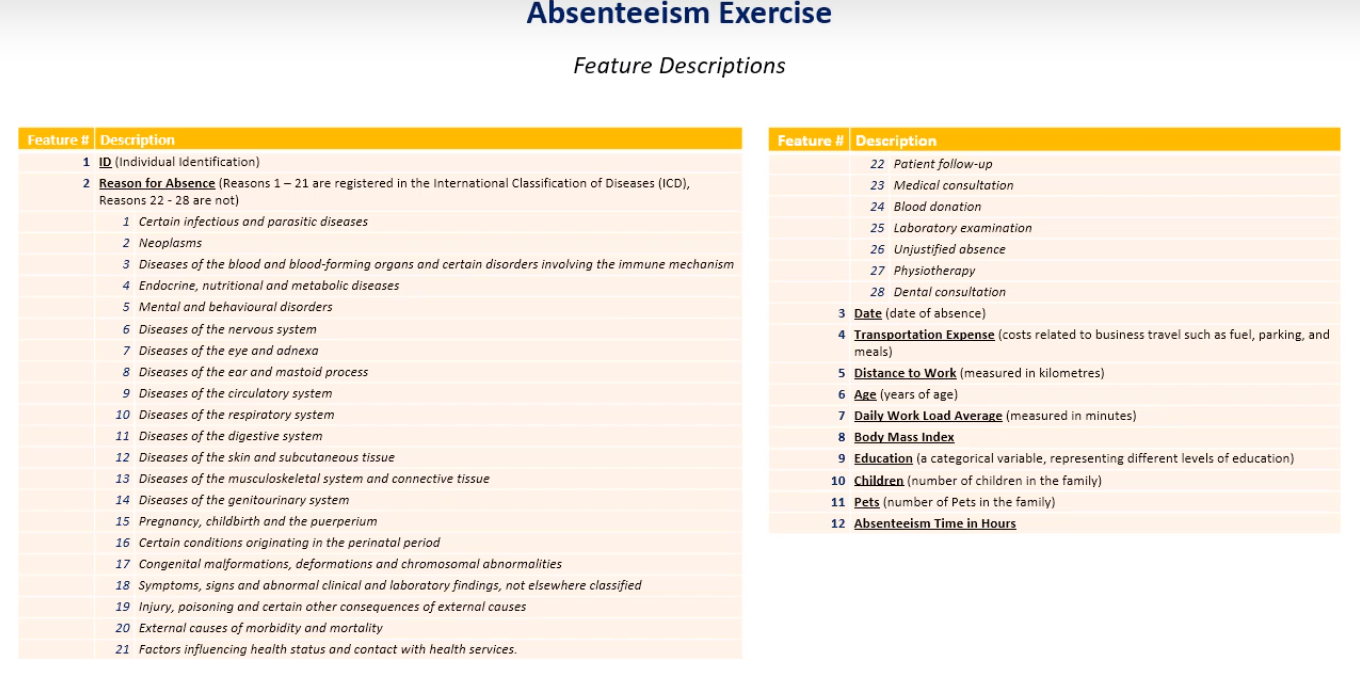 Absenteeism Exercise
Feature Descriptions
Feature # Description
1 ID (Individual Identification)
2 Reason for Absence (Reasons 1 – 21 are registered in the International Classification of Diseases (ICD),
Reasons 22 - 28 are not)
1 Certain infectious and parasitic diseases
2 Neoplasms
3 Diseases of the blood and blood-forming organs and certain disorders involving the immune mechanism
4 Endocrine, nutritional and metabolic diseases
5 Mental and behavioural disorders
6 Diseases of the nervous system
7 Diseases of the eye and adnexa
8 Diseases of the ear and mastoid process
9 Diseases of the circulatory system
10 Diseases of the respiratory system
11 Diseases of the digestive system
12 Diseases of the skin and subcutaneous tissue
13 Diseases of the musculoskeletal system and connective tissue
14 Diseases of the genitourinary system
15 Pregnancy, childbirth and the puerperium
16 Certain conditions originating in the perinatal period
17 Congenital malformations, deformations and chromosomal abnormalities
18 Symptoms, signs and abnormal clinical and laboratory findings, not elsewhere classified
19 Injury, poisoning and certain other consequences of external causes
20 External causes of morbidity and mortality
21 Factors influencing health status and contact with health services.
Feature # Description
22 Patient follow-up
23 Medical consultation
24 Blood donation
25 Laboratory examination
26 Unjustified absence
27 Physiotherapy
28 Dental consultation
3 Date (date of absence)
4 Transportation Expense (costs related to business travel such as fuel, parking, and
meals)
5 Distance to Work (measured in kilometres)
6 Age (years of age)
7 Daily Work Load Average (measured in minutes)
8 Body Mass Index
9 Education (a categorical variable, representing different levels of education)
10 Children (number of children in the family)
11 Pets (number of Pets in the family)
12 Absenteeism Time in Hours